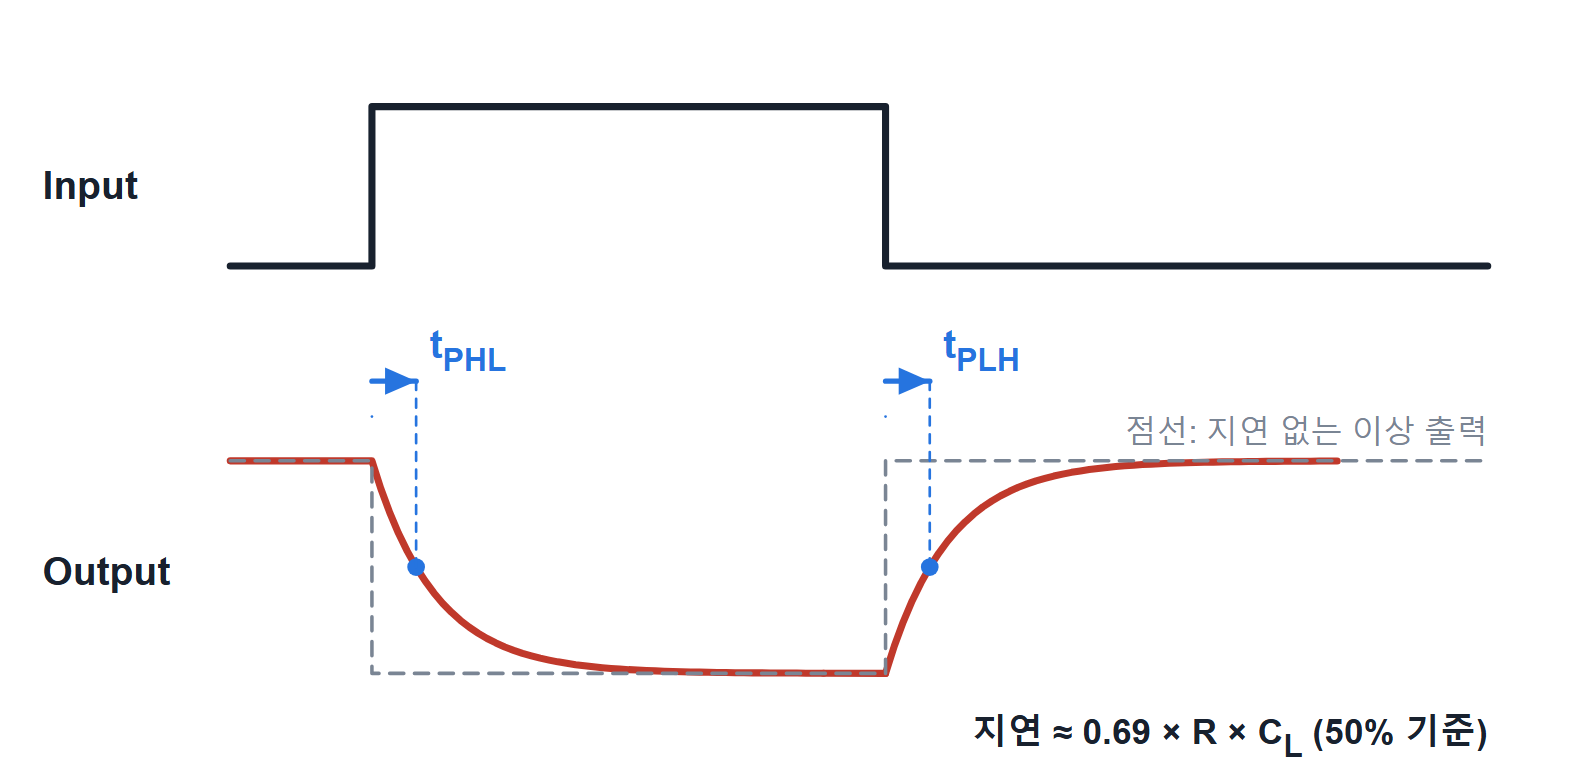 Input
tPHL
tPLH
점선: 지연 없는 이상 출력
Output
지연 ≈ 0.69 × R × CL (50% 기준)